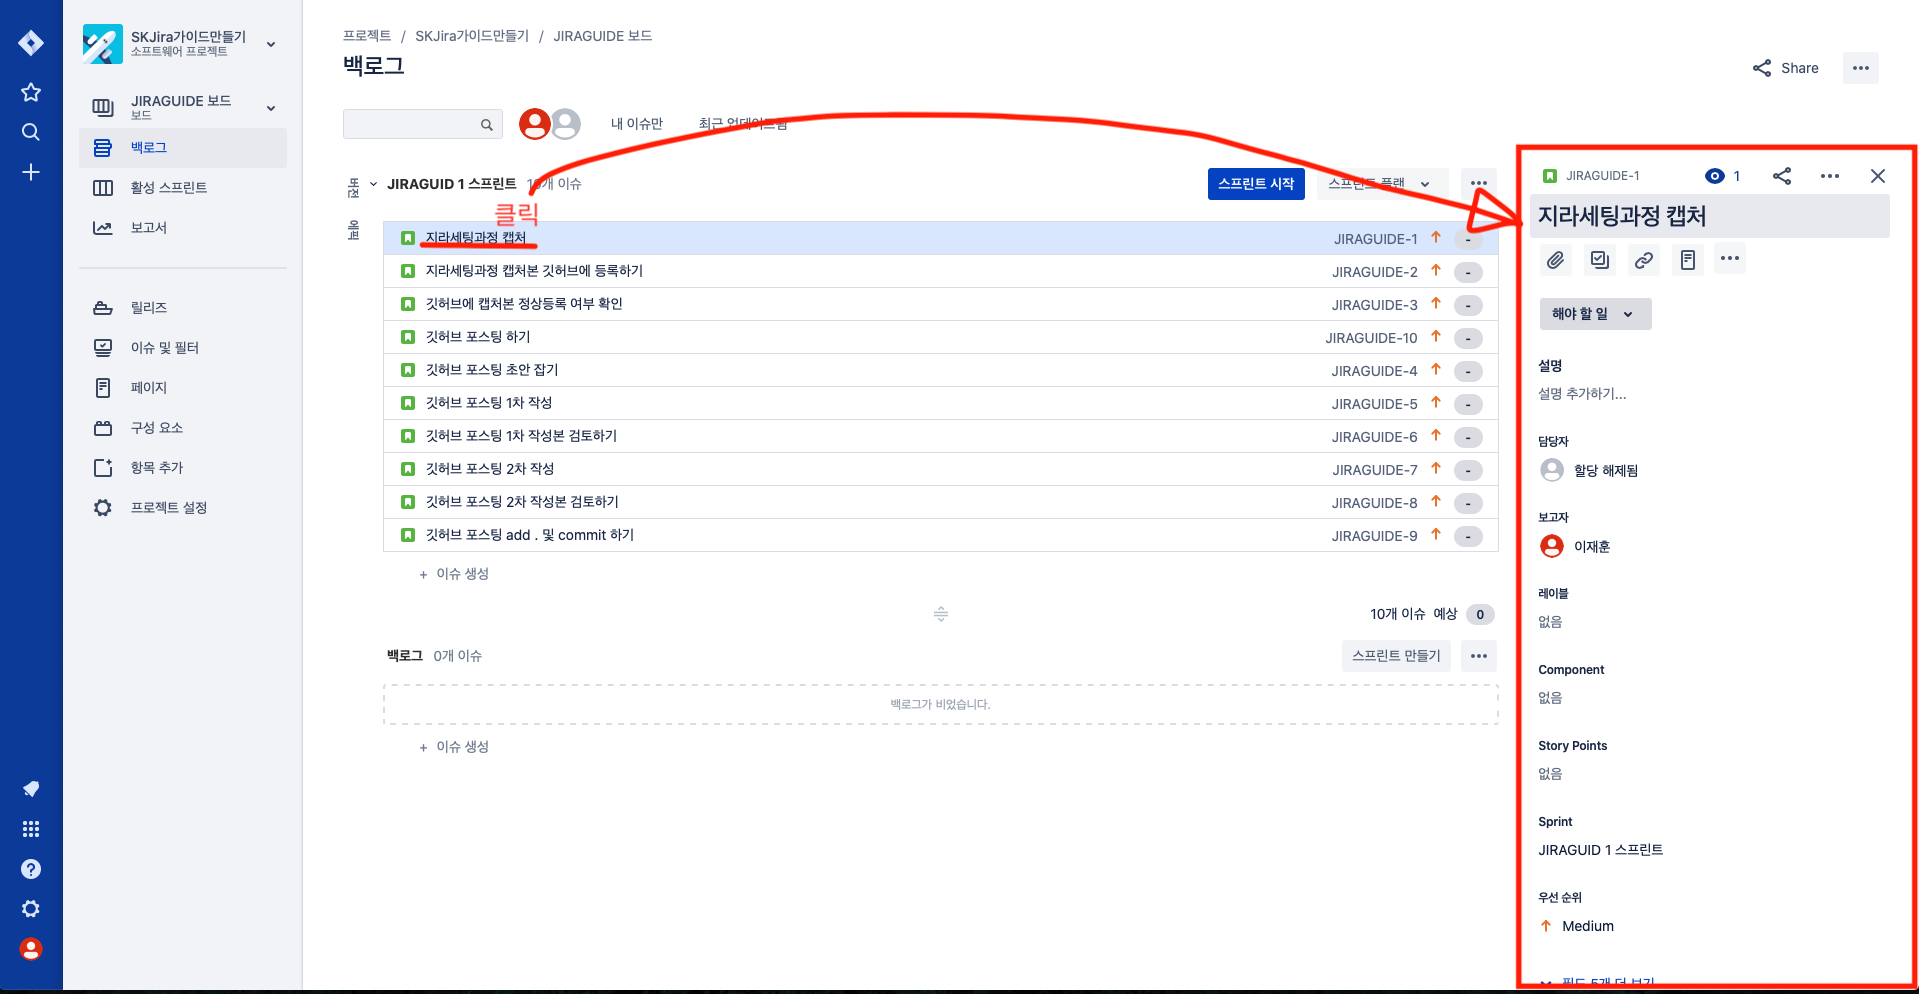 SKJira가이드만들기
소프트웨어 프로젝트
JIRAGUIDE 보드
보드
백로그
활성 스프린트
보고서
릴리즈
이슈 및 필터
페이지
구성 요소
항목 추가
프로젝트 설정
프로젝트 / SKJira가이드만들기 / JIRAGUIDE 보드
백로그
Share
내 이슈만 최근 업데이트됨
버전
에픽
JIRAGUID 1 스프린트 10개 이슈
스프린트 시작 스프린트 플랜
클릭
지라세팅과정 캡처 JIRAGUIDE-1 -
지라세팅과정 캡처본 깃허브에 등록하기 JIRAGUIDE-2 -
깃허브에 캡처본 정상등록 여부 확인 JIRAGUIDE-3 -
깃허브 포스팅 하기 JIRAGUIDE-10 -
깃허브 포스팅 초안 잡기 JIRAGUIDE-4 -
깃허브 포스팅 1차 작성 JIRAGUIDE-5 -
깃허브 포스팅 1차 작성본 검토하기 JIRAGUIDE-6 -
깃허브 포스팅 2차 작성 JIRAGUIDE-7 -
깃허브 포스팅 2차 작성본 검토하기 JIRAGUIDE-8 -
깃허브 포스팅 add . 및 commit 하기 JIRAGUIDE-9 -
+ 이슈 생성
10개 이슈 예상 0
백로그 0개 이슈
스프린트 만들기
백로그가 비었습니다.
+ 이슈 생성
JIRAGUIDE-1 1
지라세팅과정 캡처
해야 할 일
설명
설명 추가하기...
담당자
할당 해제됨
보고자
이재훈
레이블
없음
Component
없음
Story Points
없음
Sprint
JIRAGUID 1 스프린트
우선 순위
Medium
필드 5개 더 보기